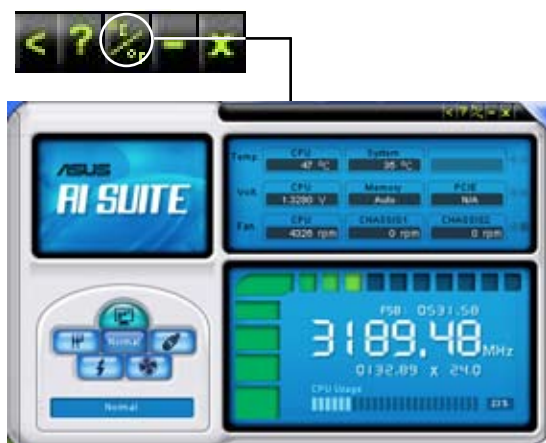 < ? °C/°F - x
< ? - x
ASUS
AI SUITE
Temp. CPU System
47 °C 35 °C
Volt. CPU Memory PCIE
1.3280 V Auto N/A
Fan CPU CHASSIS1 CHASSIS2
4326 rpm 0 rpm 0 rpm
Normal
Normal
FSB: 0531.58
3189.48 MHz
0132.89 x 24.0
CPU Usage
23%